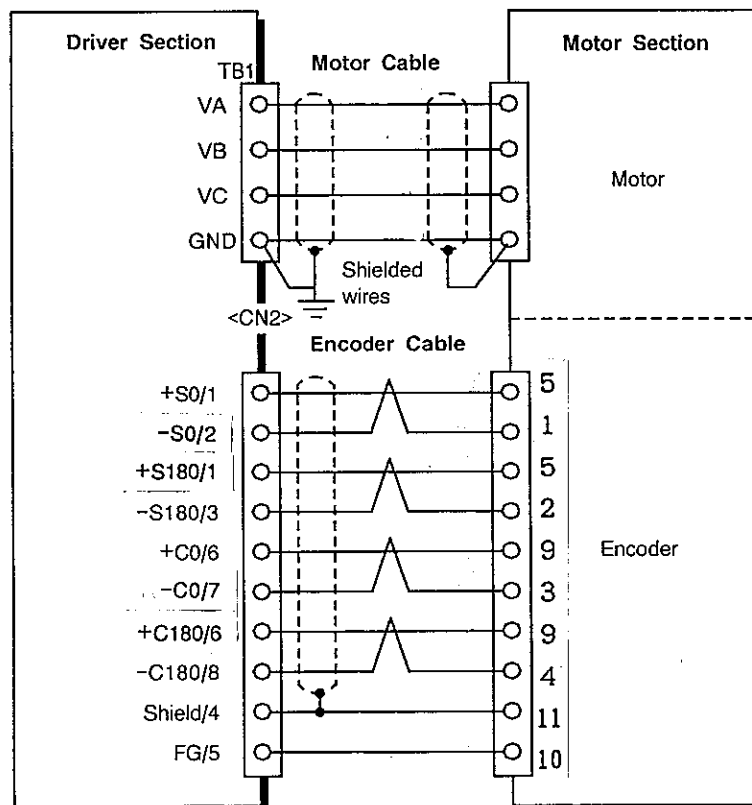 Driver Section
Motor Cable
Motor Section
TB1
VA
VB
VC
GND
Motor
Shielded
wires
<CN2>
Encoder Cable
+S0/1
5
−S0/2
1
+S180/1
5
−S180/3
2
+C0/6
9
Encoder
−C0/7
3
+C180/6
9
−C180/8
4
Shield/4
11
FG/5
10